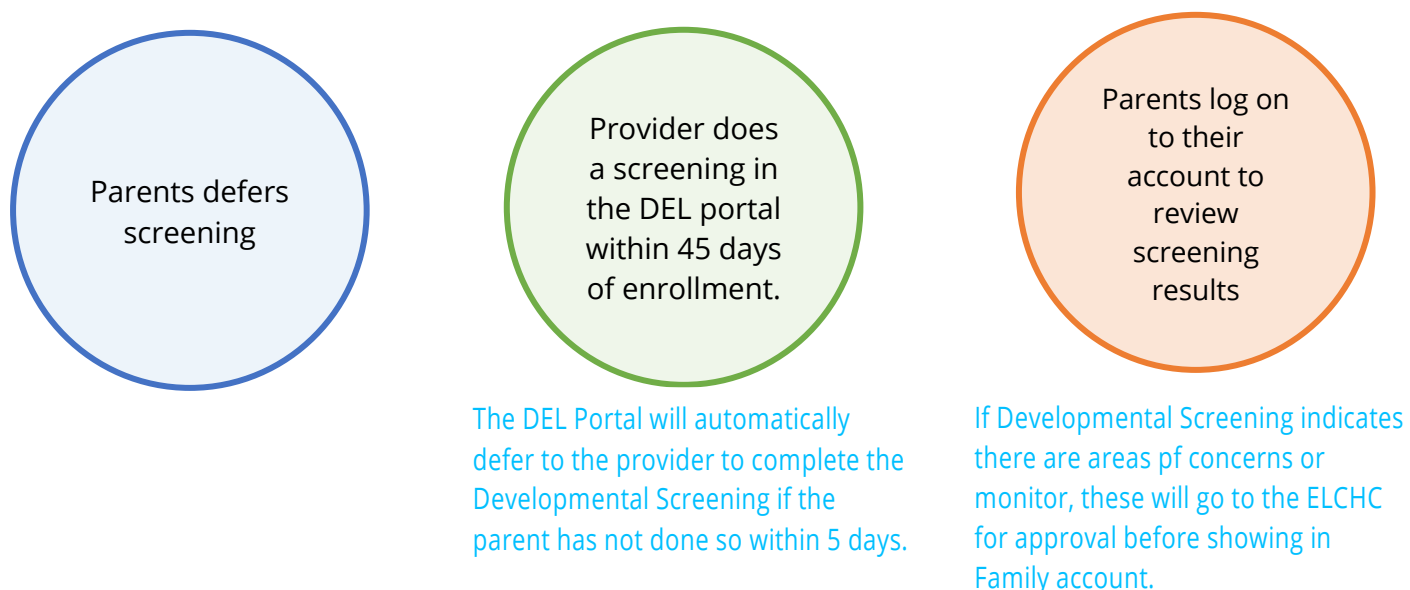 Parents defers
screening
Provider does
a screening in
the DEL portal
within 45 days
of enrollment.
Parents log on
to their
account to
review
screening
results
The DEL Portal will automatically
defer to the provider to complete the
Developmental Screening if the
parent has not done so within 5 days.
If Developmental Screening indicates
there are areas pf concerns or
monitor, these will go to the ELCHC
for approval before showing in
Family account.